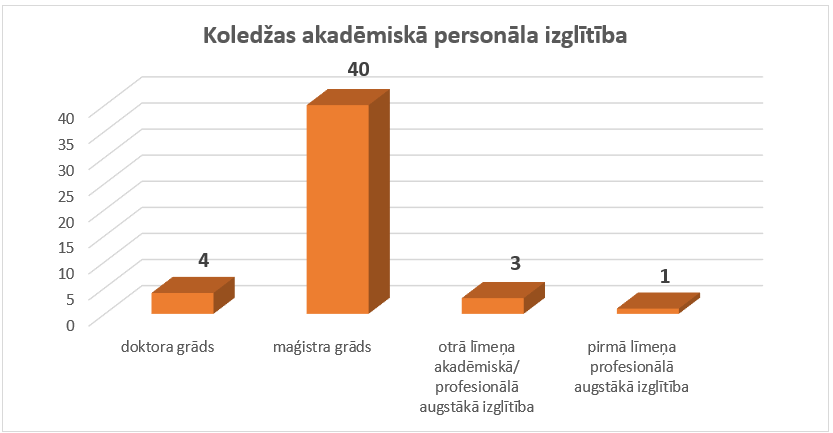 Koledžas akadēmiskā personāla izglītība
40
40
35
30
25
20
15
10
5
0
4
3
1
doktora grāds
maģistra grāds
otrā līmeņa
akadēmiskā/
profesionālā
augstākā izglītība
pirmā līmeņa
profesionālā
augstākā izglītība